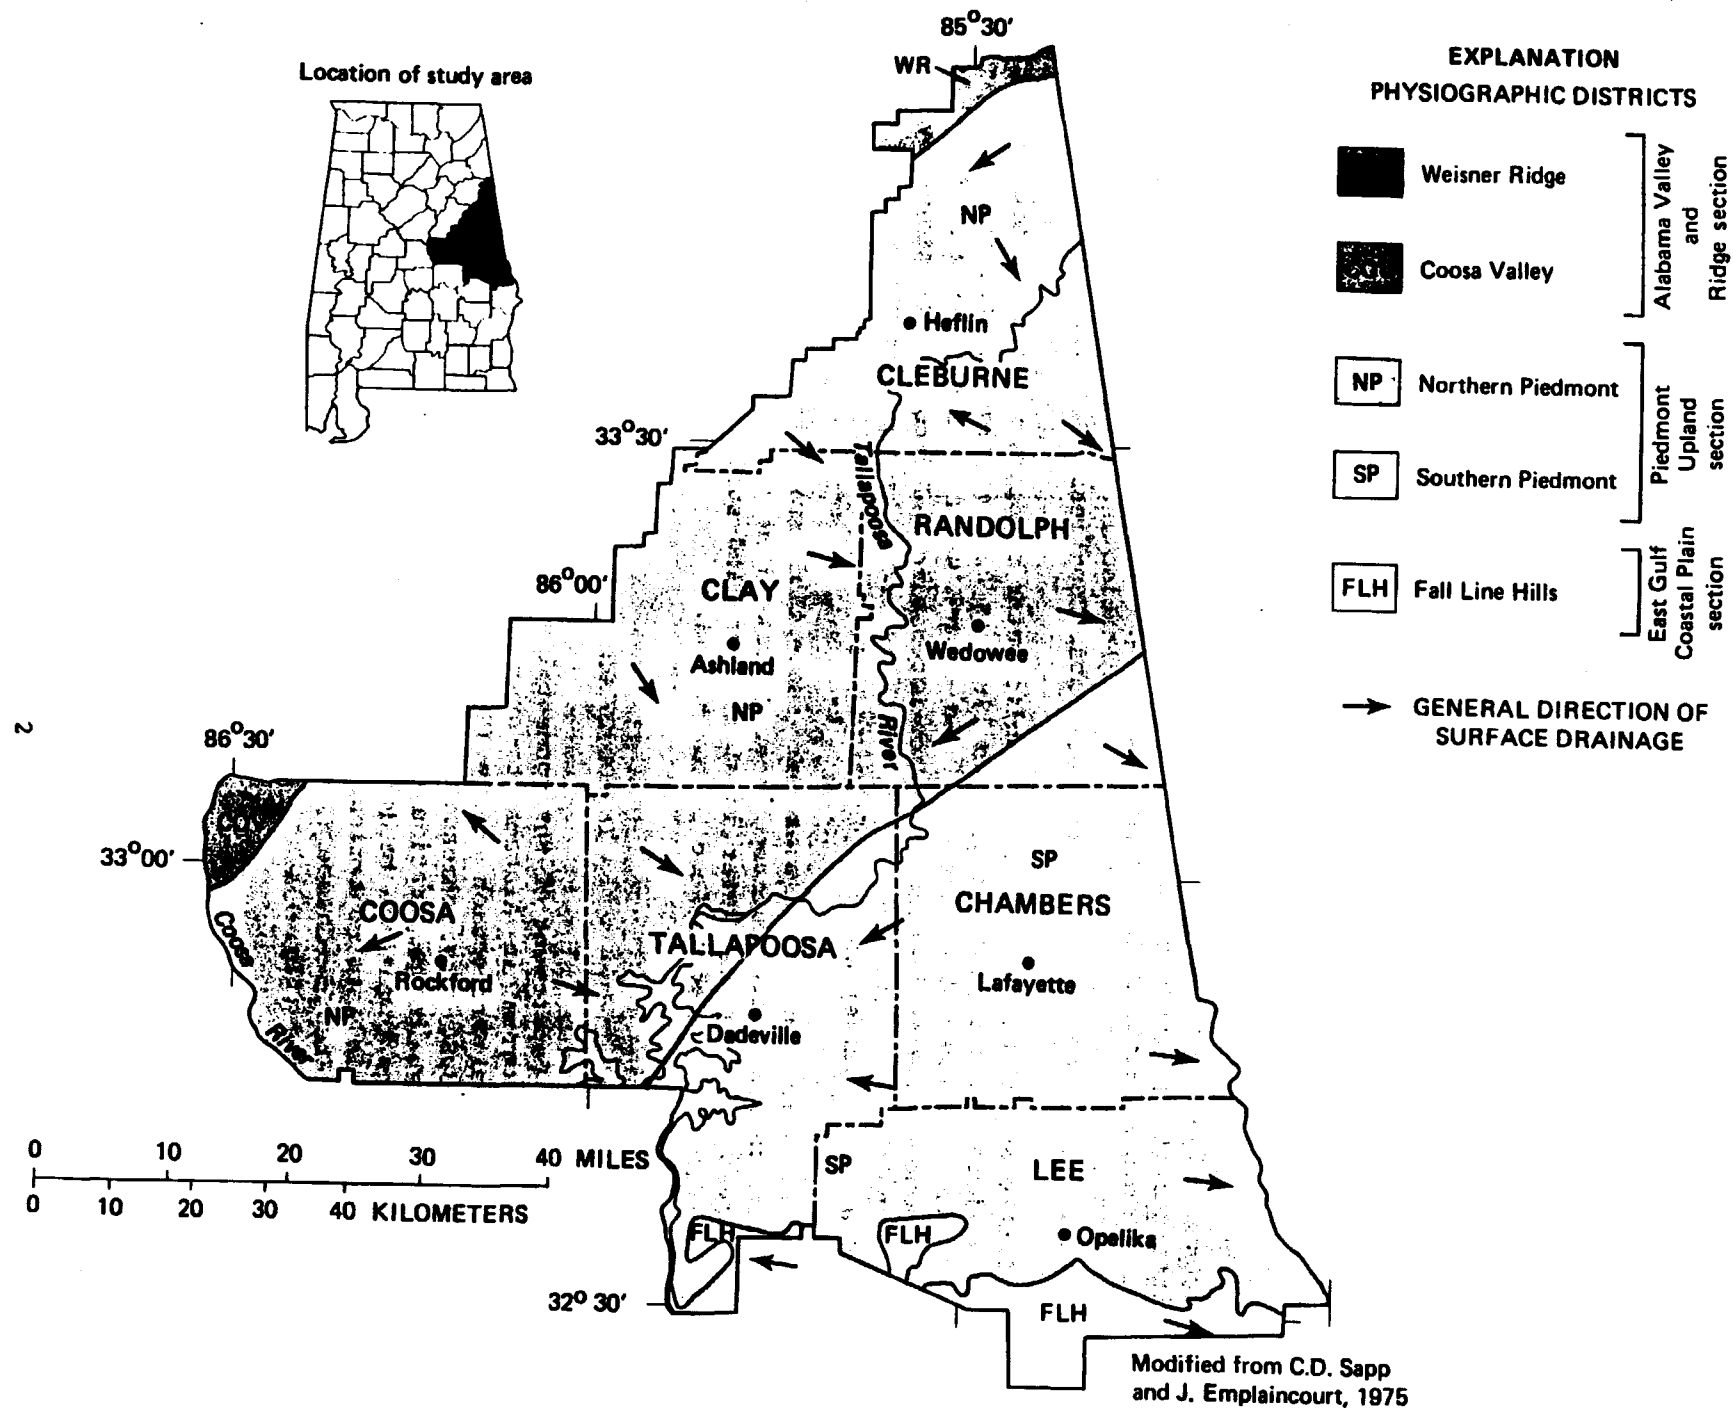 85°30'
Location of study area
WR
EXPLANATION
PHYSIOGRAPHIC DISTRICTS
Weisner Ridge
Coosa Valley
Alabama Valley
and
Ridge section
NP
Northern Piedmont
SP
Southern Piedmont
Piedmont
Upland
section
FLH
Fall Line Hills
East Gulf
Coastal Plain
section
GENERAL DIRECTION OF
SURFACE DRAINAGE
NP
Heflin
CLEBURNE
33°30'
Tallapoosa
RANDOLPH
86°00'
CLAY
Ashland
Wedowee
NP
River
2
86°30'
33°00'
SP
CHAMBERS
COOSA
Coosa
TALLAPOOSA
Rockford
Lafayette
NP
River
Dadeville
0 10 20 30 40 MILES
0 10 20 30 40 KILOMETERS
SP
LEE
FLH
FLH
Opelika
32°30'
FLH
Modified from C.D. Sapp
and J. Emplaincourt, 1975